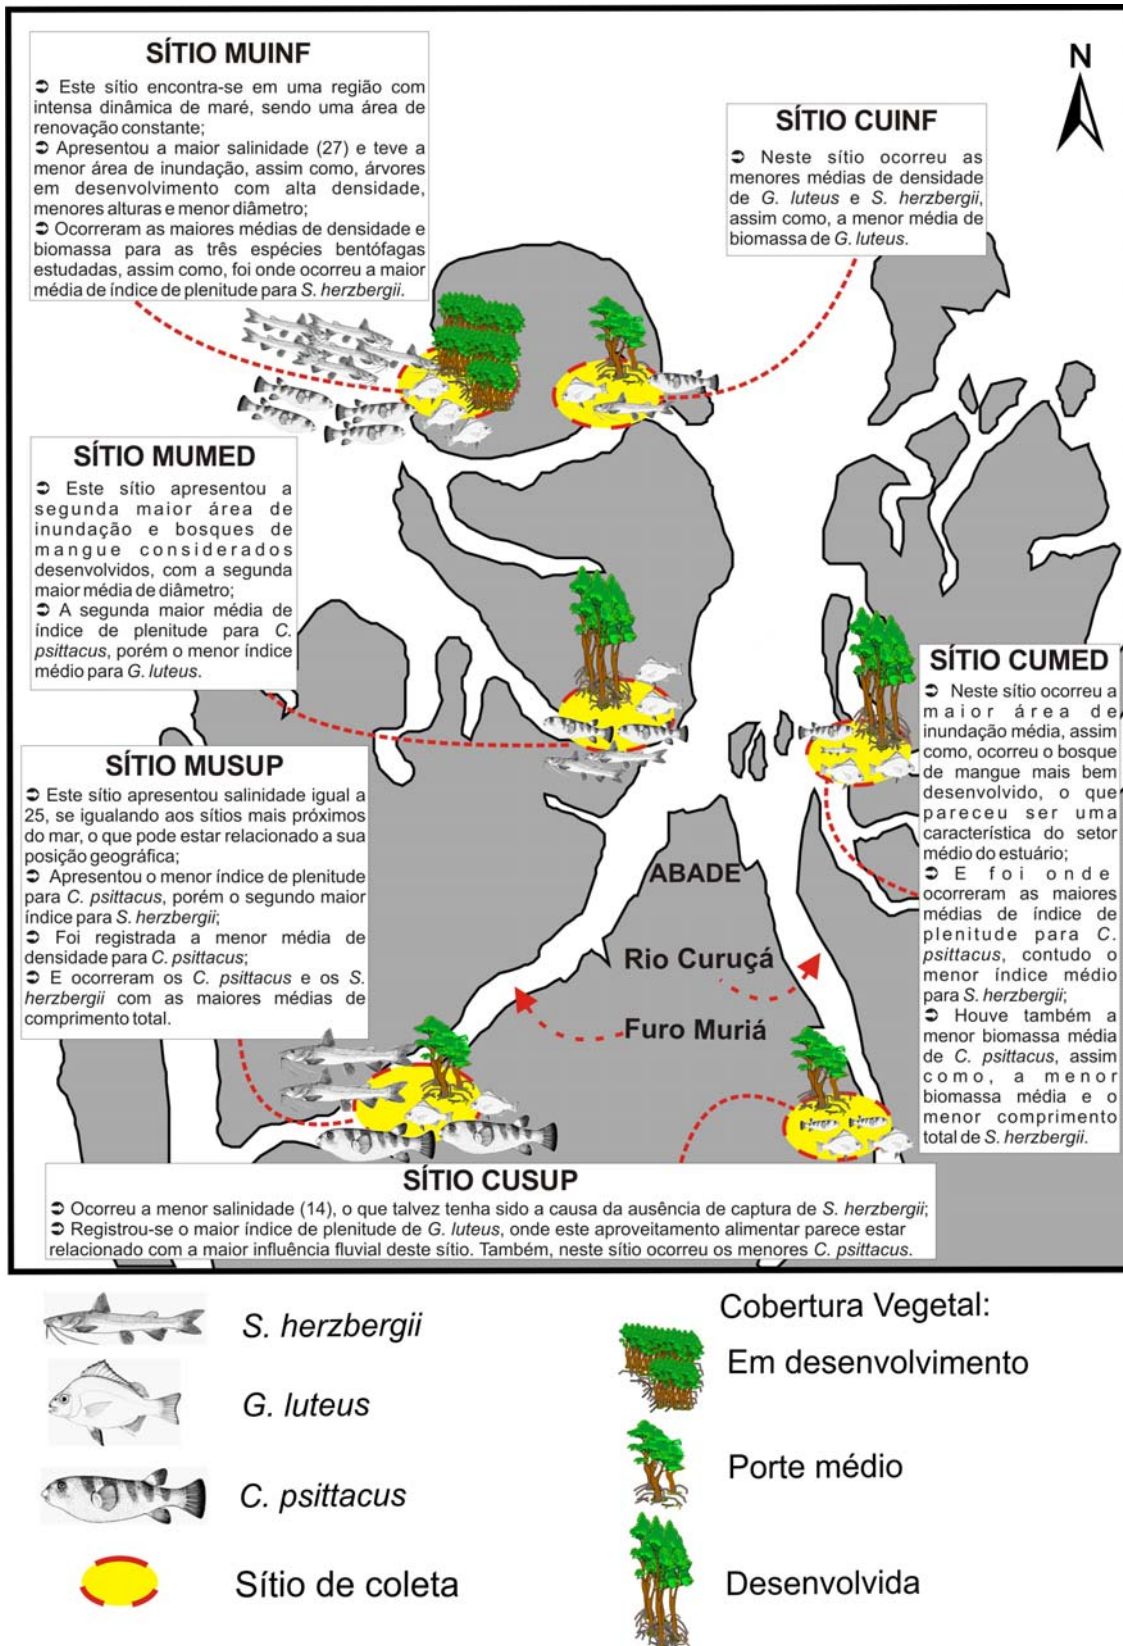 SÍTIO MUINF
➲ Este sítio encontra-se em uma região com
intensa dinâmica de maré, sendo uma área de
renovação constante;
➲ Apresentou a maior salinidade (27) e teve a
menor área de inundação, assim como, árvores
em desenvolvimento com alta densidade,
menores alturas e menor diâmetro;
➲ Ocorreram as maiores médias de densidade e
biomassa para as três espécies bentófagas
estudadas, assim como, foi onde ocorreu a maior
média de índice de plenitude para S. herzbergii.
N
SÍTIO CUINF
➲ Neste sítio ocorreu as
menores médias de densidade
de G. luteus e S. herzbergii,
assim como, a menor média de
biomassa de G. luteus.
SÍTIO MUMED
➲ Este sítio apresentou a
segunda maior área de
inundação e bosques de
mangue considerados
desenvolvidos, com a segunda
maior média de diâmetro;
➲ A segunda maior média de
índice de plenitude para C.
psittacus, porém o menor índice
médio para G. luteus.
SÍTIO CUMED
➲ Neste sítio ocorreu a
maior área de
inundação média, assim
como, ocorreu o bosque
de mangue mais bem
desenvolvido, o que
pareceu ser uma
característica do setor
médio do estuário;
➲ E foi onde
ocorreram as maiores
médias de índice de
plenitude para C.
psittacus, contudo o
menor índice médio
para S. herzbergii;
➲ Houve também a
menor biomassa média
de C. psittacus, assim
como, a menor
biomassa média e o
menor comprimento
total de S. herzbergii.
SÍTIO MUSUP
➲ Este sítio apresentou salinidade igual a
25, se igualando aos sítios mais próximos
do mar, o que pode estar relacionado a sua
posição geográfica;
➲ Apresentou o menor índice de plenitude
para C. psittacus, porém o segundo maior
índice para S. herzbergii;
➲ Foi registrada a menor média de
densidade para C. psittacus;
➲ E ocorreram os C. psittacus e os S.
herzbergii com as maiores médias de
comprimento total.
ABADE
Rio Curuçá
Furo Muriá
SÍTIO CUSUP
➲ Ocorreu a menor salinidade (14), o que talvez tenha sido a causa da ausência de captura de S. herzbergii;
➲ Registrou-se o maior índice de plenitude de G. luteus, onde este aproveitamento alimentar parece estar
relacionado com a maior influência fluvial deste sítio. Também, neste sítio ocorreu os menores C. psittacus.
S. herzbergii
G. luteus
C. psittacus
Sítio de coleta
Cobertura Vegetal:
Em desenvolvimento
Porte médio
Desenvolvida